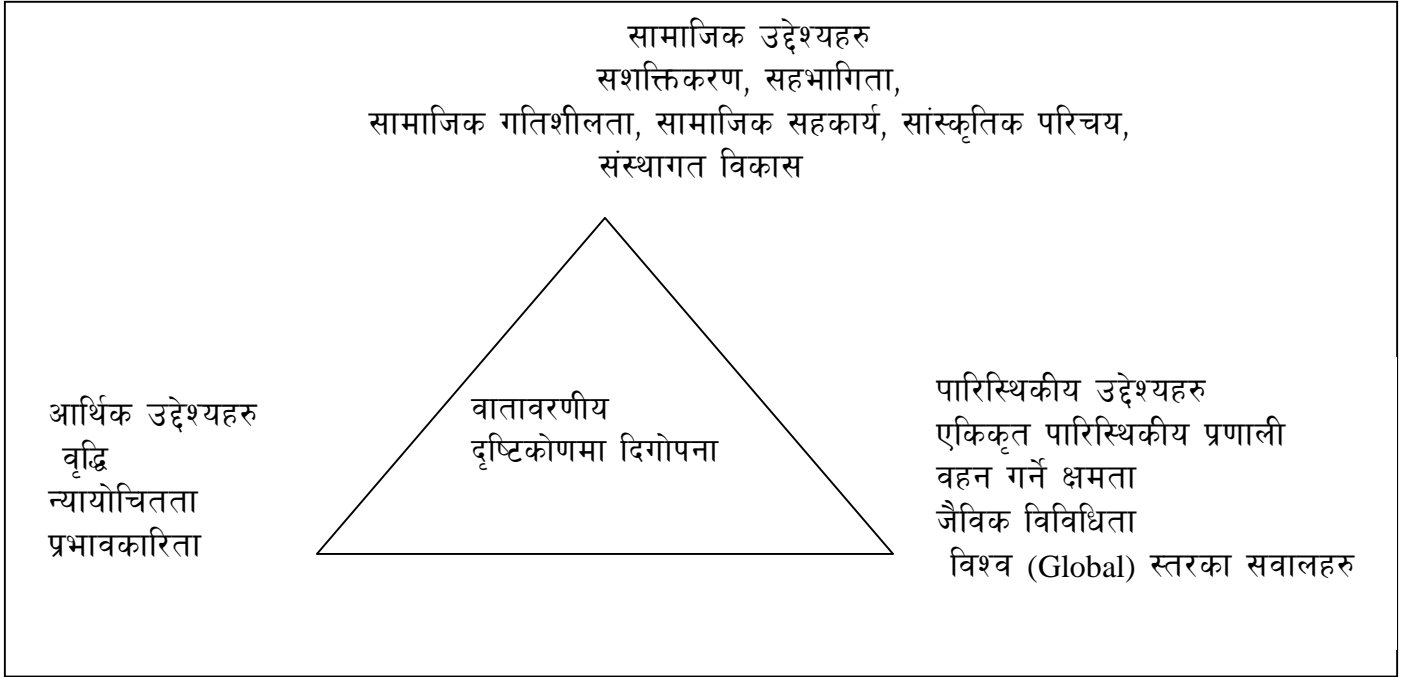 सामाजिक उद्देश्यहरु
सशक्तिकरण, सहभागिता,
सामाजिक गतिशीलता, सामाजिक सहकार्य, सांस्कृतिक परिचय,
संस्थागत विकास
आर्थिक उद्देश्यहरु
वृद्धि
न्यायोचितता
प्रभावकारिता
वातावरणीय
दृष्टिकोणमा दिगोपना
पारिस्थिकीय उद्देश्यहरु
एकिकृत पारिस्थिकीय प्रणाली
वहन गर्ने क्षमता
जैविक विविधिता
विश्व (Global) स्तरका सवालहरु